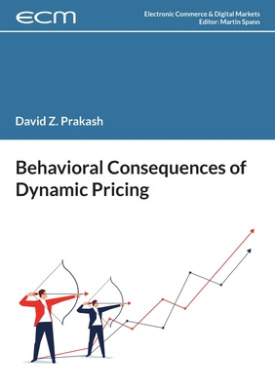 ecm
Electronic Commerce & Digital Markets
Editor: Martin Spann
David Z. Prakash
Behavioral Consequences of
Dynamic Pricing